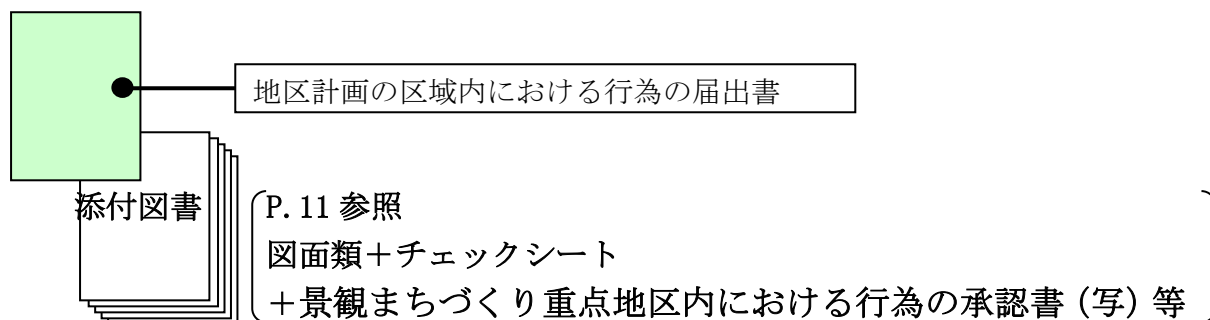 地区計画の区域内における行為の届出書
添付図書
P.11 参照
図面類＋チェックシート
＋景観まちづくり重点地区内における行為の承認書（写）等